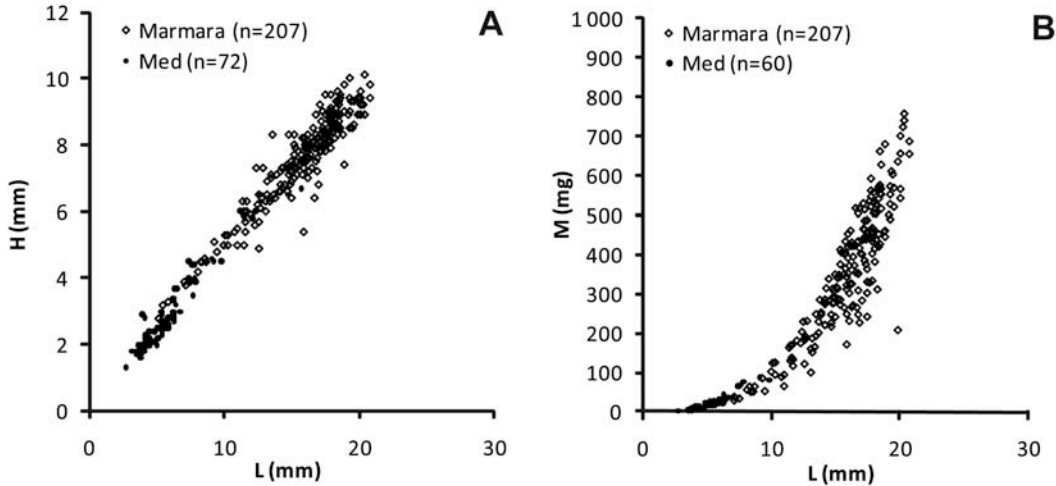 A
Marmara (n=207)
Med (n=72)
12
10
8
6
4
2
0
H (mm)
0 10 20 30
L (mm)
B
Marmara (n=207)
Med (n=60)
1 000
900
800
700
600
500
400
300
200
100
0
M (mg)
0 10 20 30
L (mm)